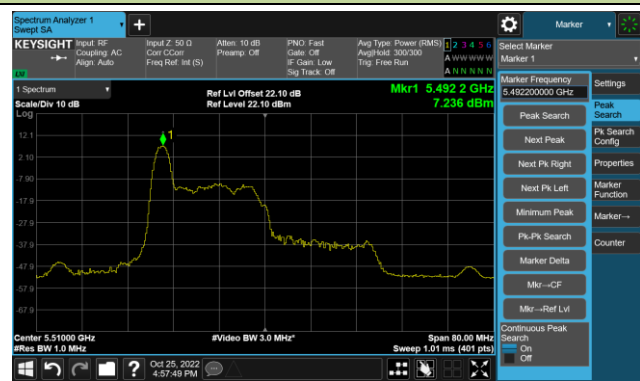 Spectrum Analyzer 1
Swept SA
+
Marker
KEYSIGHT
Input: RF
Coupling: AC
Align: Auto
Input Z: 50 Ω
Corr CCorr
Freq Ref: Int (S)
Atten: 10 dB
Preamp: Off
PNO: Fast
Gate: Off
IF Gain: Low
Sig Track: Off
Avg Type: Power (RMS)
Avg|Hold: 300/300
Trig: Free Run
1 2 3 4 5 6
A W W W W W
A N N N N N
LXI
Select Marker
Marker 1
1 Spectrum
Scale/Div 10 dB
Log
Ref Lvl Offset 22.10 dB
Ref Level 22.10 dBm
Mkr1 5.492 2 GHz
7.236 dBm
12.1
2.10
-7.90
-17.9
-27.9
-37.9
-47.9
-57.9
-67.9
1
Center 5.51000 GHz
#Res BW 1.0 MHz
#Video BW 3.0 MHz*
Span 80.00 MHz
Sweep 1.01 ms (401 pts)
Marker Frequency
5.492200000 GHz
Peak Search
Next Peak
Next Pk Right
Next Pk Left
Minimum Peak
Pk-Pk Search
Marker Delta
Mkr→CF
Mkr→Ref Lvl
Continuous Peak
Search
On
Off
Settings
Peak
Search
Pk Search
Config
Properties
Marker
Function
Marker→
Counter
?
Oct 25, 2022
4:57:49 PM